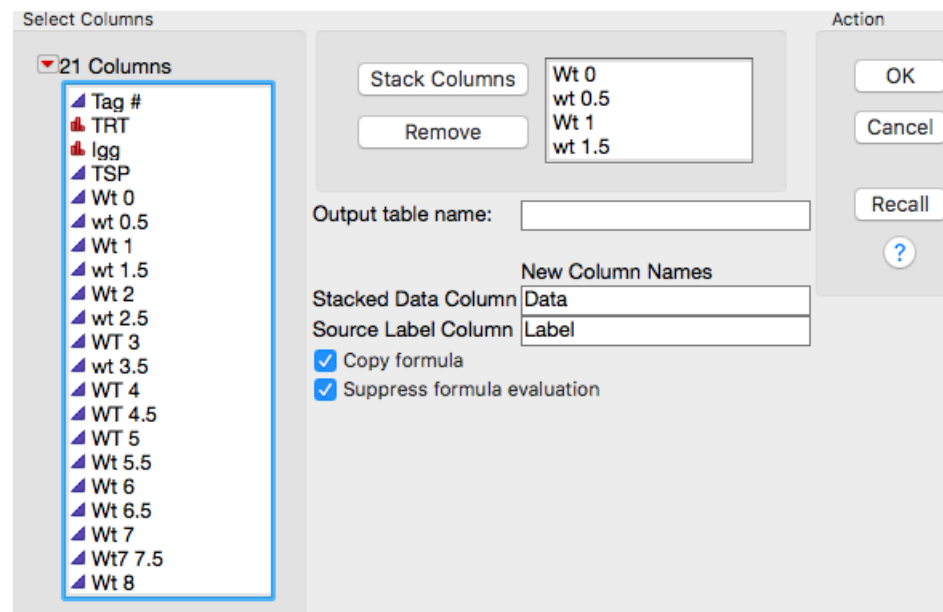 Select Columns
Action
21 Columns
Tag #
TRT
Igg
TSP
Wt 0
wt 0.5
Wt 1
wt 1.5
Wt 2
wt 2.5
WT 3
wt 3.5
WT 4
WT 4.5
WT 5
Wt 5.5
Wt 6
Wt 6.5
Wt 7
Wt7 7.5
Wt 8
Stack Columns
Remove
Wt 0
wt 0.5
Wt 1
wt 1.5
Output table name:
New Column Names
Stacked Data Column Data
Source Label Column Label
Copy formula
Suppress formula evaluation
OK
Cancel
Recall
?